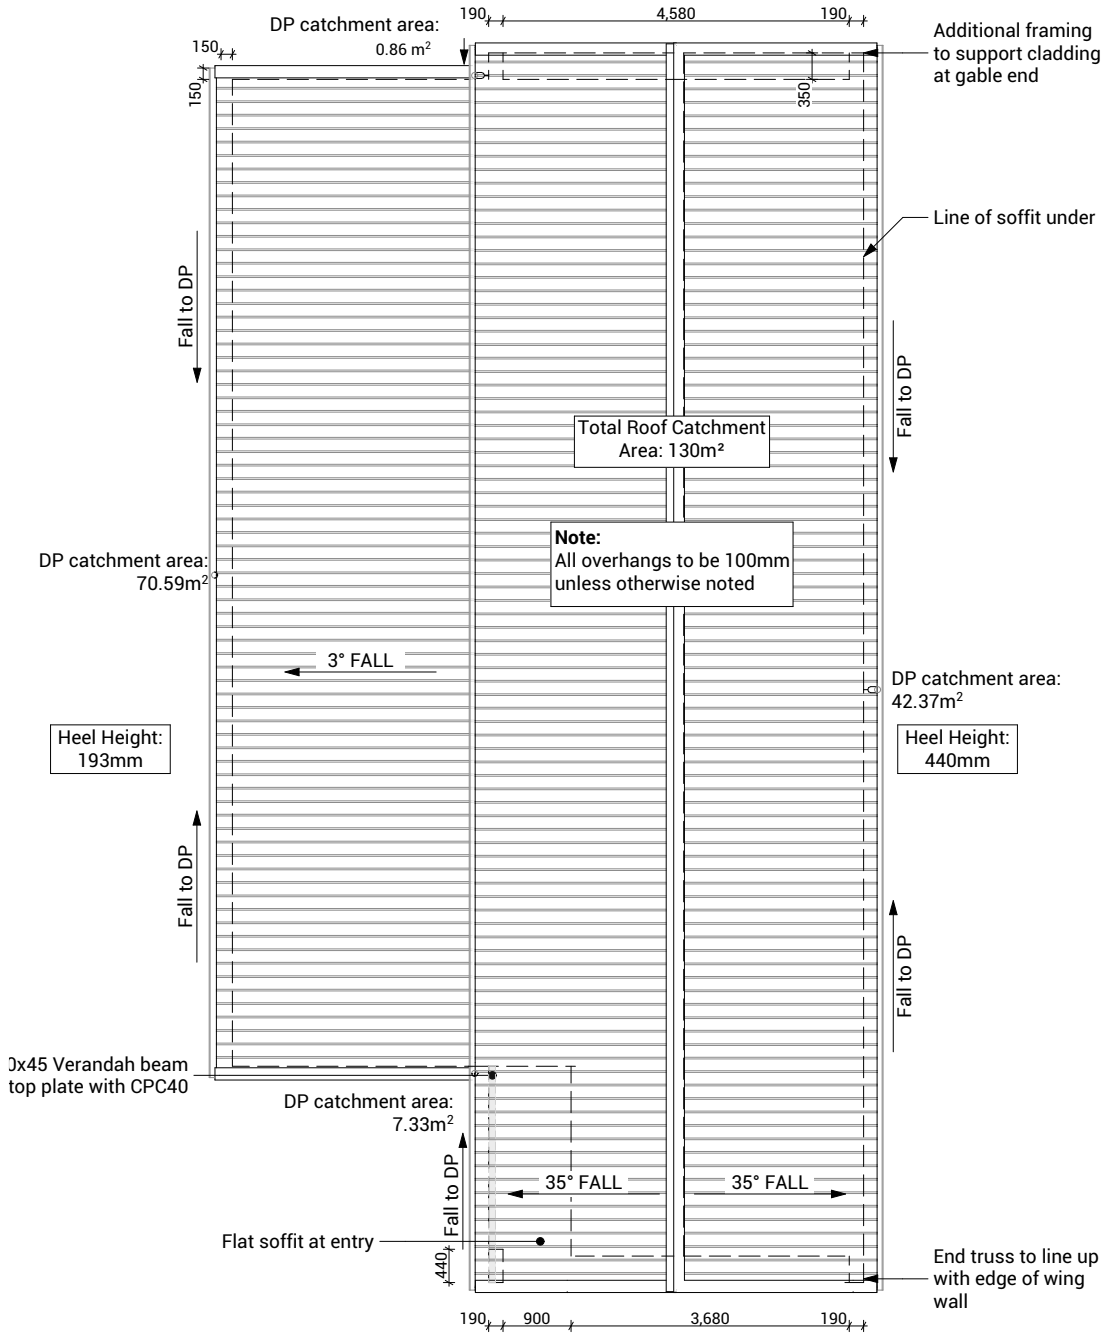 190
4,580
190
DP catchment area:
0.86 m²
Additional framing
to support cladding
at gable end
150
150
350
Line of soffit under
Fall to DP
Fall to DP
Total Roof Catchment
Area: 130m²
Note:
All overhangs to be 100mm
unless otherwise noted
DP catchment area:
70.59m²
3° FALL
DP catchment area:
42.37m²
Heel Height:
193mm
Heel Height:
440mm
Fall to DP
Fall to DP
0x45 Verandah beam
top plate with CPC40
DP catchment area:
7.33m²
Fall to DP
35° FALL
35° FALL
Flat soffit at entry
440
End truss to line up
with edge of wing
wall
190
900
3,680
190